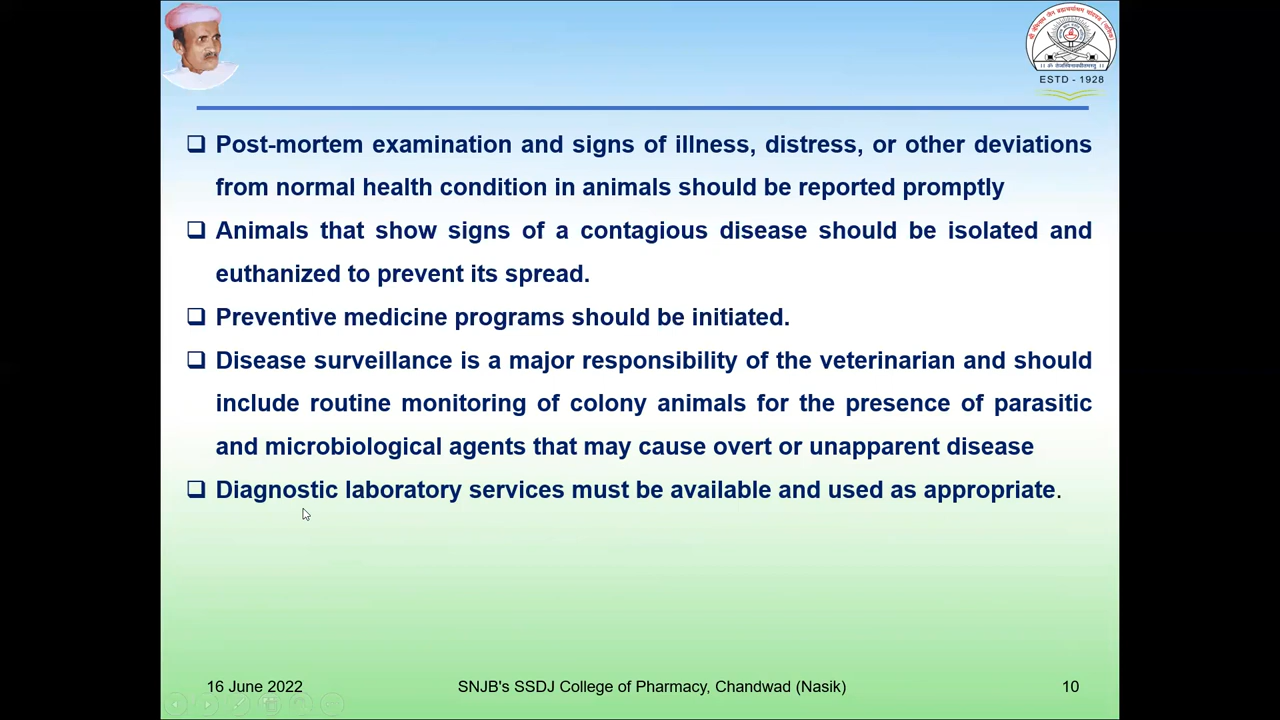 ESTD - 1928
Post-mortem examination and signs of illness, distress, or other deviations
from normal health condition in animals should be reported promptly
Animals that show signs of a contagious disease should be isolated and
euthanized to prevent its spread.
Preventive medicine programs should be initiated.
Disease surveillance is a major responsibility of the veterinarian and should
include routine monitoring of colony animals for the presence of parasitic
and microbiological agents that may cause overt or unapparent disease
Diagnostic laboratory services must be available and used as appropriate.
16 June 2022
SNJB's SSDJ College of Pharmacy, Chandwad (Nasik)
10